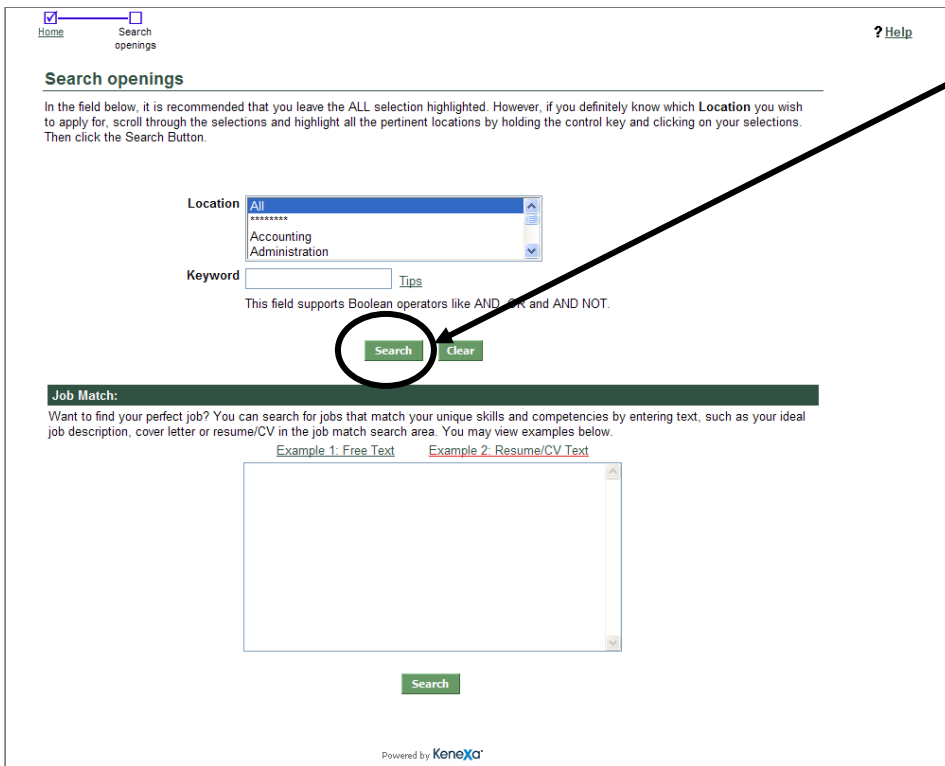 Home
Search
openings
? Help
Search openings
In the field below, it is recommended that you leave the ALL selection highlighted. However, if you definitely know which Location you wish
to apply for, scroll through the selections and highlight all the pertinent locations by holding the control key and clicking on your selections.
Then click the Search Button.
Location
All
********
Accounting
Administration
Keyword
Tips
This field supports Boolean operators like AND, OR and AND NOT.
Search
Clear
Job Match:
Want to find your perfect job? You can search for jobs that match your unique skills and competencies by entering text, such as your ideal
job description, cover letter or resume/CV in the job match search area. You may view examples below.
Example 1: Free Text
Example 2: Resume/CV Text
Search
Powered by Kenexa